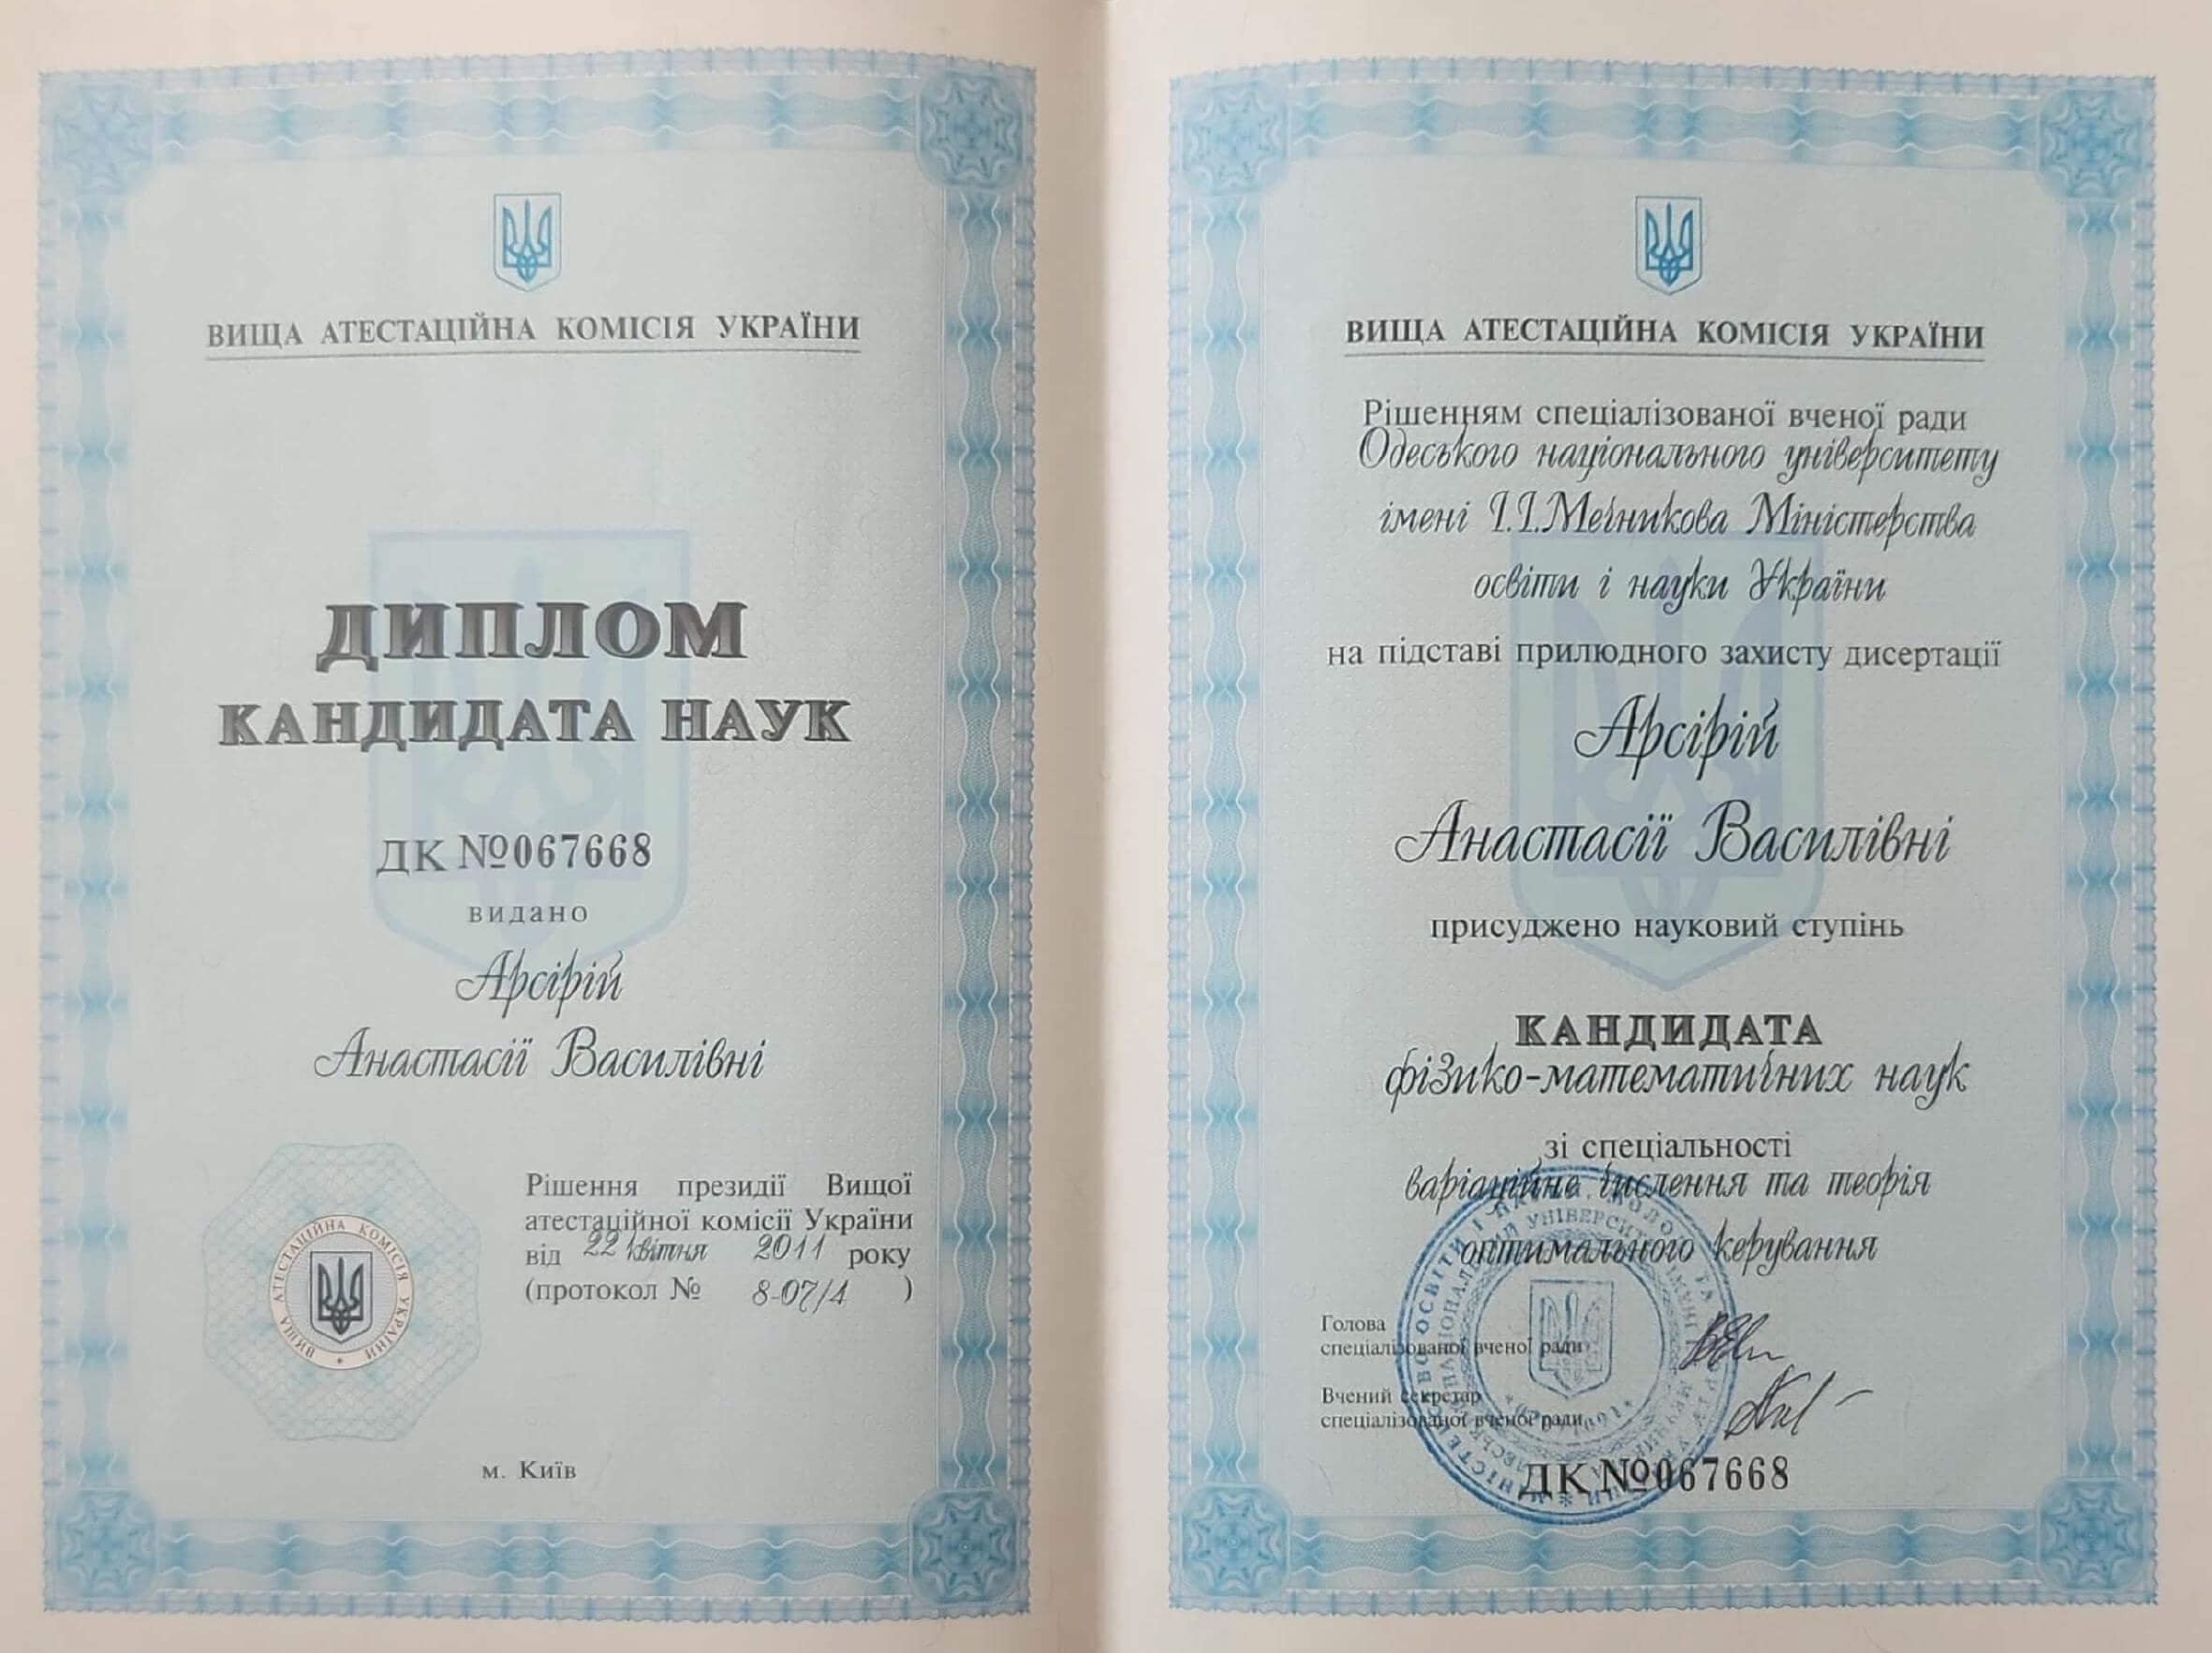 ВИЩА АТЕСТАЦІЙНА КОМІСІЯ УКРАЇНИ
ДИПЛОМ
КАНДИДАТА НАУК
ДК №067668
видано
Арсірій
Анастасії Василівні
ВИЩА АТЕСТАЦІЙНА КОМІСІЯ УКРАЇНИ
Рішення президії Вищої
атестаційної комісії України
від 22 квітня 2011 року
(протокол № 8-07/4 )
м. Київ
ВИЩА АТЕСТАЦІЙНА КОМІСІЯ УКРАЇНИ
Рішенням спеціалізованої вченої ради
Одеського національного університету
імені І.І.Мечникова Міністерства
освіти і науки України
на підставі прилюдного захисту дисертації
Арсірій
Анастасії Василівні
присуджено науковий ступінь
КАНДИДАТА
фізико-математичних наук
зі спеціальності
варіаційне числення та теорія
оптимального керування
Голова
спеціалізованої вченої ради
Вчений секретар
спеціалізованої вченої ради
ДК №067668